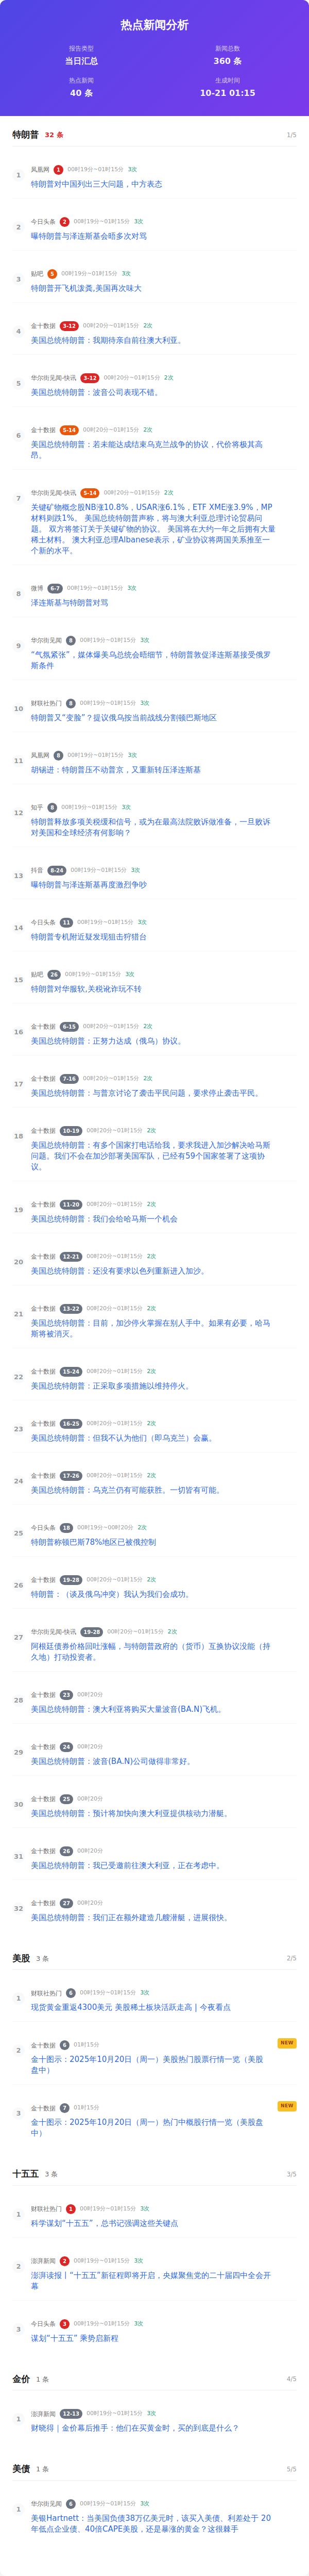 热点新闻分析
报告类型
当日汇总
新闻总数
360 条
热点新闻
40 条
生成时间
10-21 01:15
特朗普 32 条 1/5
1 凤凰网 1 00时19分~01时15分 3次
特朗普对中国列出三大问题，中方表态
2 今日头条 2 00时19分~01时15分 3次
曝特朗普与泽连斯基会晤多次对骂
3 贴吧 5 00时19分~01时15分 3次
特朗普开飞机泼粪,美国再次味大
4 金十数据 3-12 00时20分~01时15分 2次
美国总统特朗普：我期待亲自前往澳大利亚。
5 华尔街见闻-快讯 3-12 00时20分~01时15分 2次
美国总统特朗普：波音公司表现不错。
6 金十数据 5-14 00时20分~01时15分 2次
美国总统特朗普：若未能达成结束乌克兰战争的协议，代价将极其高
昂。
7 华尔街见闻-快讯 5-14 00时20分~01时15分 2次
关键矿物概念股NB涨10.8%，USAR涨6.1%，ETF XME涨3.9%，MP
材料则跌1%。 美国总统特朗普声称，将与澳大利亚总理讨论贸易问
题。 双方将签订关于关键矿物的协议。 美国将在大约一年之后拥有大量
稀土材料。 澳大利亚总理Albanese表示，矿业协议将两国关系推至一
个新的水平。
8 微博 6-7 00时19分~01时15分 3次
泽连斯基与特朗普对骂
9 华尔街见闻 8 00时19分~01时15分 3次
“气氛紧张”，媒体爆美乌总统会晤细节，特朗普敦促泽连斯基接受俄罗
斯条件
10 财联社热门 8 00时19分~01时15分 3次
特朗普又“变脸”？提议俄乌按当前战线分割顿巴斯地区
11 凤凰网 8 00时19分~01时15分 3次
胡锡进：特朗普压不动普京，又重新转压泽连斯基
12 知乎 8 00时19分~01时15分 3次
特朗普释放多项关税缓和信号，或为在最高法院败诉做准备，一旦败诉
对美国和全球经济有何影响？
13 抖音 8-24 00时19分~01时15分 3次
曝特朗普与泽连斯基再度激烈争吵
14 今日头条 11 00时19分~01时15分 3次
特朗普专机附近疑发现狙击狩猎台
15 贴吧 26 00时19分~01时15分 3次
特朗普对华服软,关税讹诈玩不转
16 金十数据 6-15 00时20分~01时15分 2次
美国总统特朗普：正努力达成（俄乌）协议。
17 金十数据 7-16 00时20分~01时15分 2次
美国总统特朗普：与普京讨论了袭击平民问题，要求停止袭击平民。
18 金十数据 10-19 00时20分~01时15分 2次
美国总统特朗普：有多个国家打电话给我，要求我进入加沙解决哈马斯
问题。我们不会在加沙部署美国军队，已经有59个国家签署了这项协
议。
19 金十数据 11-20 00时20分~01时15分 2次
美国总统特朗普：我们会给哈马斯一个机会
20 金十数据 12-21 00时20分~01时15分 2次
美国总统特朗普：还没有要求以色列重新进入加沙。
21 金十数据 13-22 00时20分~01时15分 2次
美国总统特朗普：目前，加沙停火掌握在别人手中。如果有必要，哈马
斯将被消灭。
22 金十数据 15-24 00时20分~01时15分 2次
美国总统特朗普：正采取多项措施以维持停火。
23 金十数据 16-25 00时20分~01时15分 2次
美国总统特朗普：但我不认为他们（即乌克兰）会赢。
24 金十数据 17-26 00时20分~01时15分 2次
美国总统特朗普：乌克兰仍有可能获胜。一切皆有可能。
25 今日头条 18 00时19分~00时20分 2次
特朗普称顿巴斯78%地区已被俄控制
26 金十数据 19-28 00时20分~01时15分 2次
特朗普：（谈及俄乌冲突）我认为我们会成功。
27 华尔街见闻-快讯 19-28 00时20分~01时15分 2次
阿根廷债券价格回吐涨幅，与特朗普政府的（货币）互换协议没能（持
久地）打动投资者。
28 金十数据 23 00时20分
美国总统特朗普：澳大利亚将购买大量波音(BA.N)飞机。
29 金十数据 24 00时20分
美国总统特朗普：波音(BA.N)公司做得非常好。
30 金十数据 25 00时20分
美国总统特朗普：预计将加快向澳大利亚提供核动力潜艇。
31 金十数据 26 00时20分
美国总统特朗普：我已受邀前往澳大利亚，正在考虑中。
32 金十数据 27 00时20分
美国总统特朗普：我们正在额外建造几艘潜艇，进展很快。
美股 3 条 2/5
1 财联社热门 6 00时19分~01时15分 3次
现货黄金重返4300美元 美股稀土板块活跃走高 | 今夜看点
2 金十数据 6 01时15分 NEW
金十图示：2025年10月20日（周一）美股热门股票行情一览（美股
盘中）
3 金十数据 7 01时15分 NEW
金十图示：2025年10月20日（周一）热门中概股行情一览（美股盘
中）
十五五 3 条 3/5
1 财联社热门 1 00时19分~01时15分 3次
科学谋划“十五五”，总书记强调这些关键点
2 澎湃新闻 2 00时19分~01时15分 3次
澎湃读报丨“十五五”新征程即将开启，央媒聚焦党的二十届四中全会开
幕
3 今日头条 3 00时19分~01时15分 3次
谋划“十五五” 乘势启新程
金价 1 条 4/5
1 澎湃新闻 12-13 00时19分~01时15分 3次
财晓得｜金价幕后推手：他们在买黄金时，买的到底是什么？
美债 1 条 5/5
1 华尔街见闻 6 00时19分~01时15分 3次
美银Hartnett：当美国负债38万亿美元时，该买入美债、利差处于 20
年低点企业债、40倍CAPE美股，还是暴涨的黄金？这很棘手